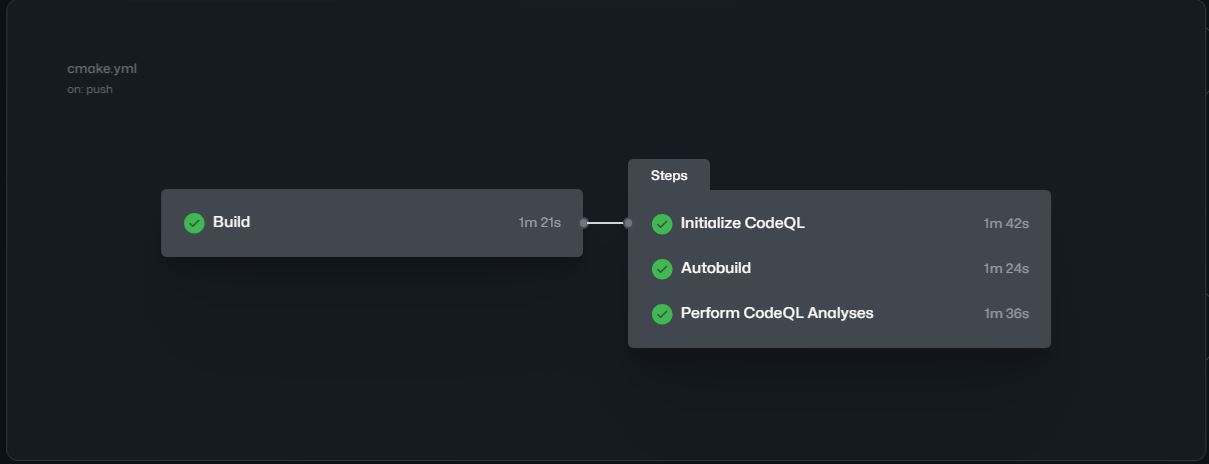 cmake.yml
on: push
Build 1m 21s
Steps
Initialize CodeQL 1m 42s
Autobuild 1m 24s
Perform CodeQL Analyses 1m 36s